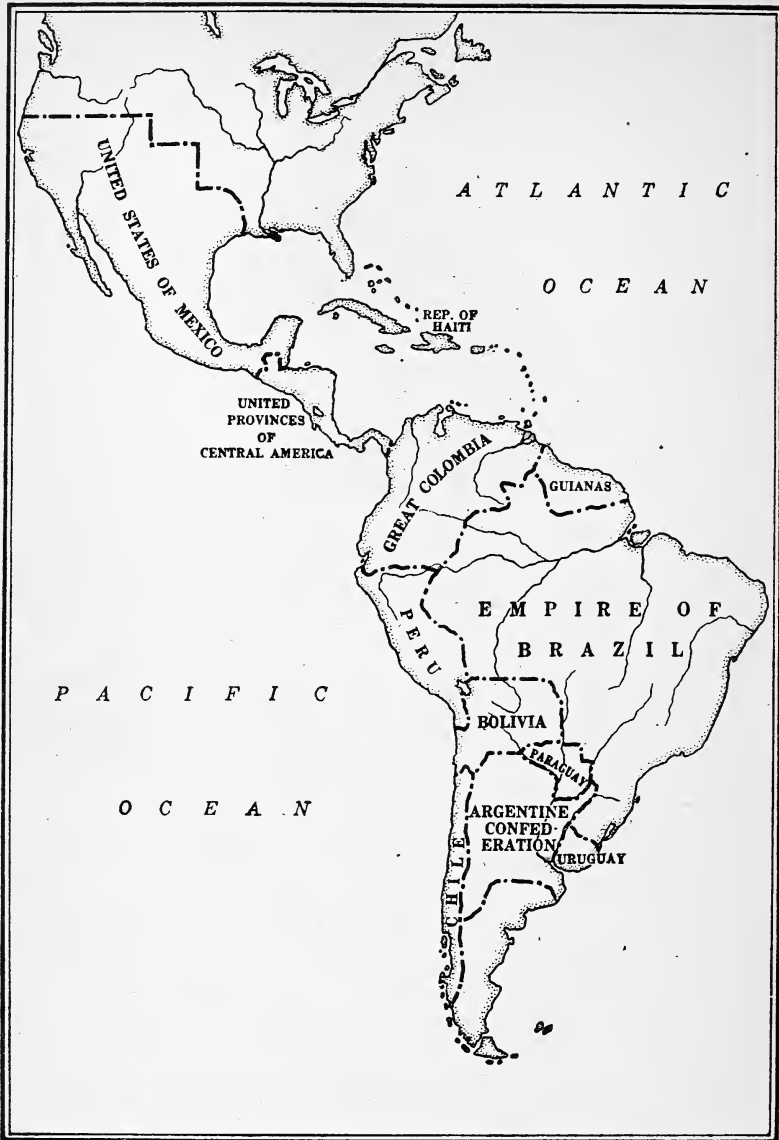 ATLANTIC
OCEAN
UNITED STATES OF MEXICO
REP. OF
HAITI
UNITED
PROVINCES
OF
CENTRAL AMERICA
GREAT COLOMBIA
GUIANAS
PERU
EMPIRE OF
BRAZIL
PACIFIC
OCEAN
BOLIVIA
PARAGUAY
ARGENTINE
CONFED-
ERATION
URUGUAY
CHILE